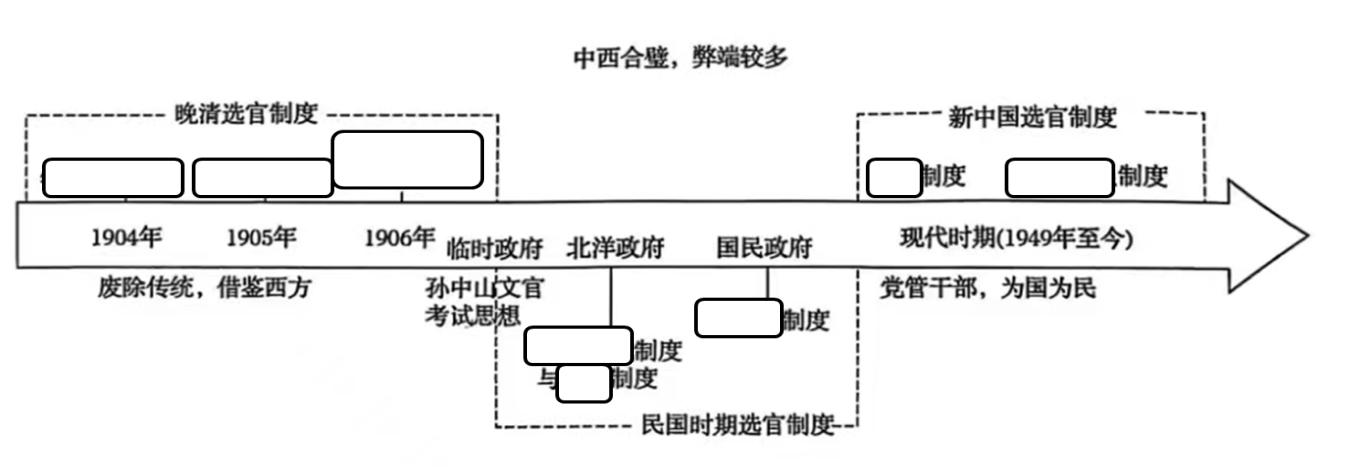 中西合璧，弊端较多
晚清选官制度
新中国选官制度
制度
制度
1904年
1905年
1906年
临时政府
北洋政府
国民政府
现代时期(1949年至今)
废除传统，借鉴西方
孙中山文官
考试思想
党管干部，为国为民
制度
制度
与
制度
民国时期选官制度